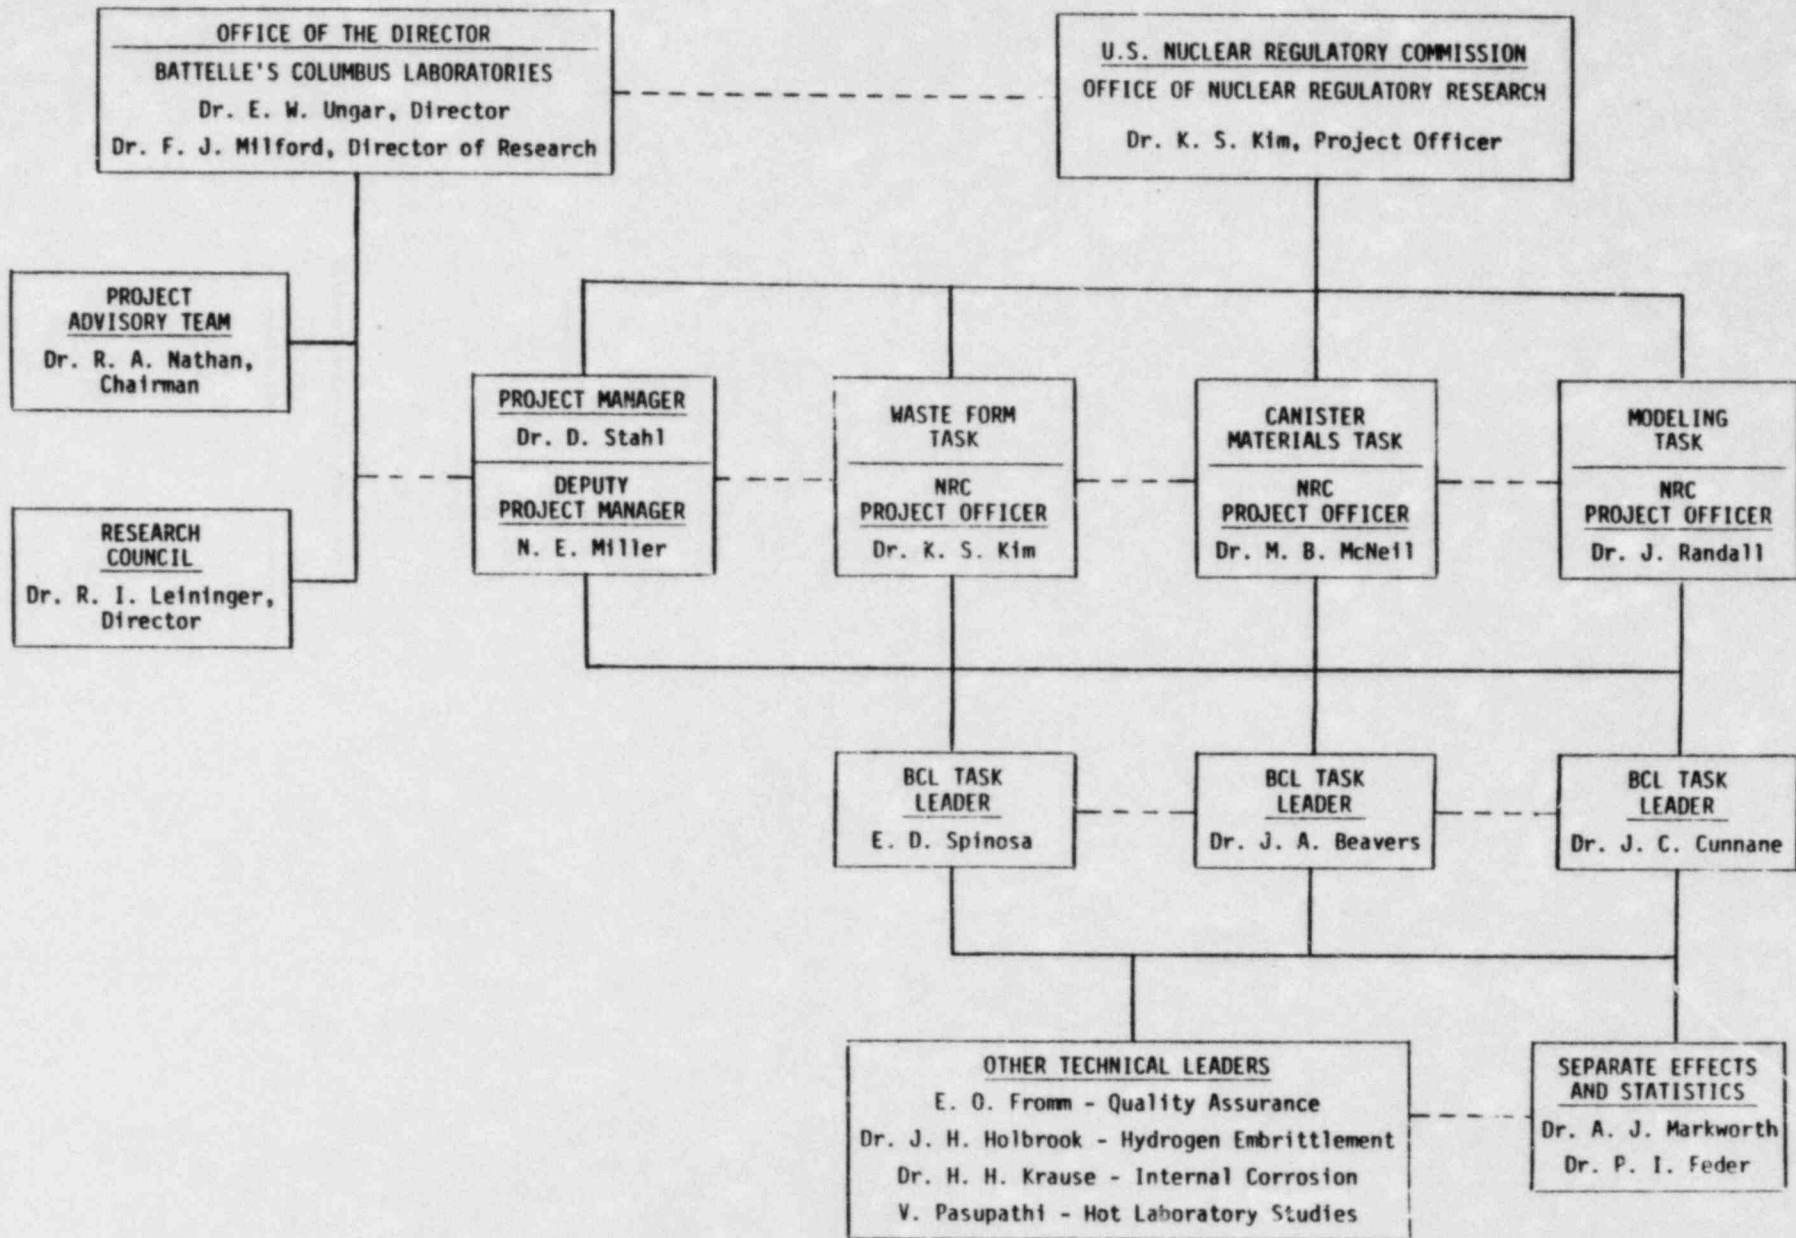 OFFICE OF THE DIRECTOR
BATTELLE'S COLUMBUS LABORATORIES
Dr. E. W. Ungar, Director
Dr. F. J. Milford, Director of Research
U.S. NUCLEAR REGULATORY COMMISSION
OFFICE OF NUCLEAR REGULATORY RESEARCH
Dr. K. S. Kim, Project Officer
PROJECT
ADVISORY TEAM
Dr. R. A. Nathan,
Chairman
RESEARCH
COUNCIL
Dr. R. I. Leininger,
Director
PROJECT MANAGER
Dr. D. Stahl
DEPUTY
PROJECT MANAGER
N. E. Miller
WASTE FORM
TASK
NRC
PROJECT OFFICER
Dr. K. S. Kim
CANISTER
MATERIALS TASK
NRC
PROJECT OFFICER
Dr. M. B. McNeil
MODELING
TASK
NRC
PROJECT OFFICER
Dr. J. Randall
BCL TASK
LEADER
E. D. Spinosa
BCL TASK
LEADER
Dr. J. A. Beavers
BCL TASK
LEADER
Dr. J. C. Cunnane
OTHER TECHNICAL LEADERS
E. O. Fromm - Quality Assurance
Dr. J. H. Holbrook - Hydrogen Embrittlement
Dr. H. H. Krause - Internal Corrosion
V. Pasupathi - Hot Laboratory Studies
SEPARATE EFFECTS
AND STATISTICS
Dr. A. J. Markworth
Dr. P. I. Feder